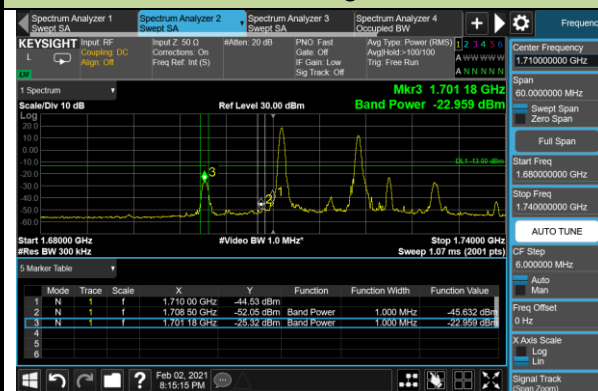 Spectrum Analyzer 1
Swept SA
Spectrum Analyzer 2
Swept SA
Spectrum Analyzer 3
Swept SA
Spectrum Analyzer 4
Occupied BW
Frequenc
KEYSIGHT
L
LXI
Input: RF
Coupling: DC
Align: Off
Input Z: 50 Ω
Corrections: On
Freq Ref: Int (S)
#Atten: 20 dB
PNO: Fast
Gate: Off
IF Gain: Low
Sig Track: Off
Avg Type: Power (RMS)
Avg|Hold:>100/100
Trig: Free Run
1 2 3 4 5 6
A W W W W W
A N N N N N
1 Spectrum
Scale/Div 10 dB
Log
Ref Level 30.00 dBm
Mkr3 1.701 18 GHz
Band Power -22.959 dBm
20.0
10.0
0.00
-10.0
-20.0
-30.0
-40.0
-50.0
-60.0
DL1 -13.00 dBm
3
2
1
Start 1.68000 GHz
#Video BW 1.0 MHz*
Stop 1.74000 GHz
#Res BW 300 kHz
Sweep 1.07 ms (2001 pts)
5 Marker Table
Mode Trace Scale X Y Function Function Width Function Value
1 N 1 f 1.710 00 GHz -44.53 dBm
2 N 1 f 1.708 50 GHz -52.05 dBm Band Power 1.000 MHz -45.632 dBm
3 N 1 f 1.701 18 GHz -25.32 dBm Band Power 1.000 MHz -22.959 dBm
4
5
6
Feb 02, 2021
8:15:15 PM
Center Frequency
1.710000000 GHz
Span
60.0000000 MHz
Swept Span
Zero Span
Full Span
Start Freq
1.680000000 GHz
Stop Freq
1.740000000 GHz
AUTO TUNE
CF Step
6.000000 MHz
Auto
Man
Freq Offset
0 Hz
X Axis Scale
Log
Lin
Signal Track
(Span Zoom)